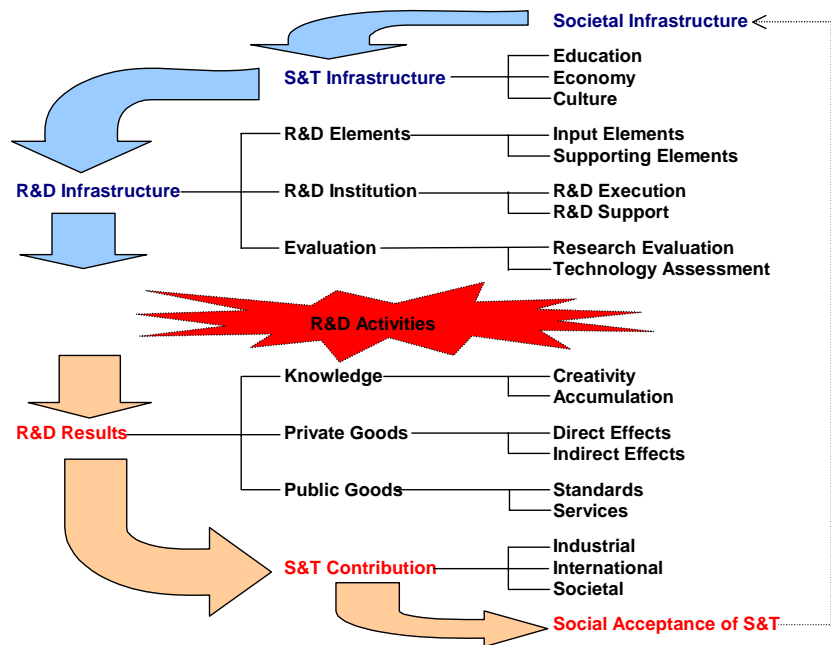 Societal Infrastructure
S&T Infrastructure
Education
Economy
Culture
R&D Infrastructure
R&D Elements
Input Elements
Supporting Elements
R&D Institution
R&D Execution
R&D Support
Evaluation
Research Evaluation
Technology Assessment
R&D Activities
R&D Results
Knowledge
Creativity
Accumulation
Private Goods
Direct Effects
Indirect Effects
Public Goods
Standards
Services
S&T Contribution
Industrial
International
Societal
Social Acceptance of S&T